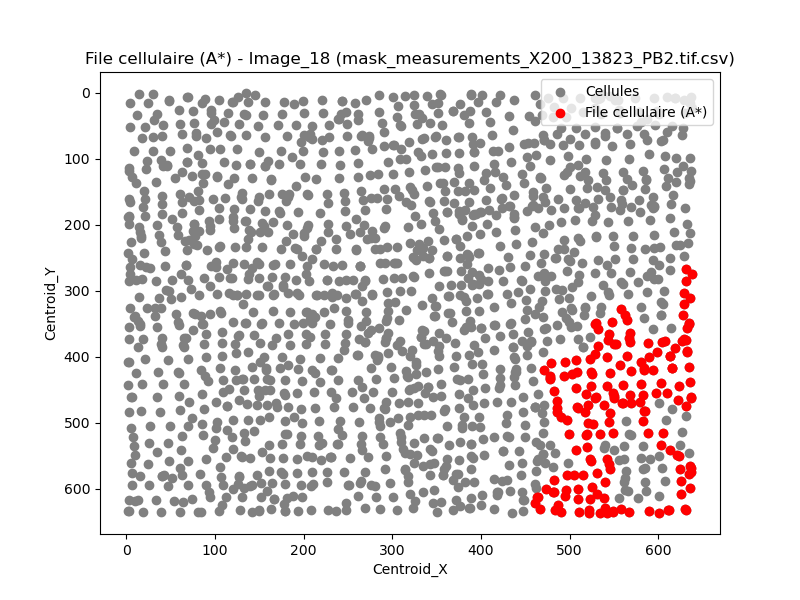 File cellulaire (A*) - Image_18 (mask_measurements_X200_13823_PB2.tif.csv)
Cellules
File cellulaire (A*)
0
100
200
300
400
500
600
Centroid_Y
0
100
200
300
400
500
600
Centroid_X